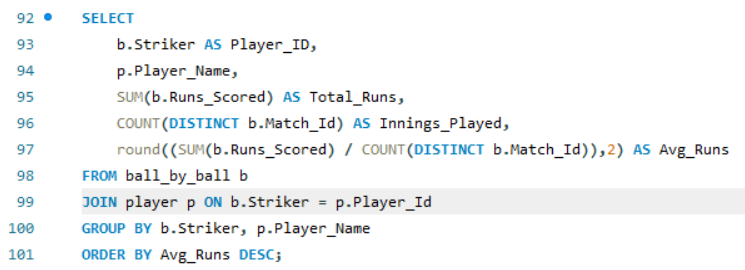 92 SELECT
93 b.Striker AS Player_ID,
94 p.Player_Name,
95 SUM(b.Runs_Scored) AS Total_Runs,
96 COUNT(DISTINCT b.Match_Id) AS Innings_Played,
97 round((SUM(b.Runs_Scored) / COUNT(DISTINCT b.Match_Id)),2) AS Avg_Runs
98 FROM ball_by_ball b
99 JOIN player p ON b.Striker = p.Player_Id
100 GROUP BY b.Striker, p.Player_Name
101 ORDER BY Avg_Runs DESC;